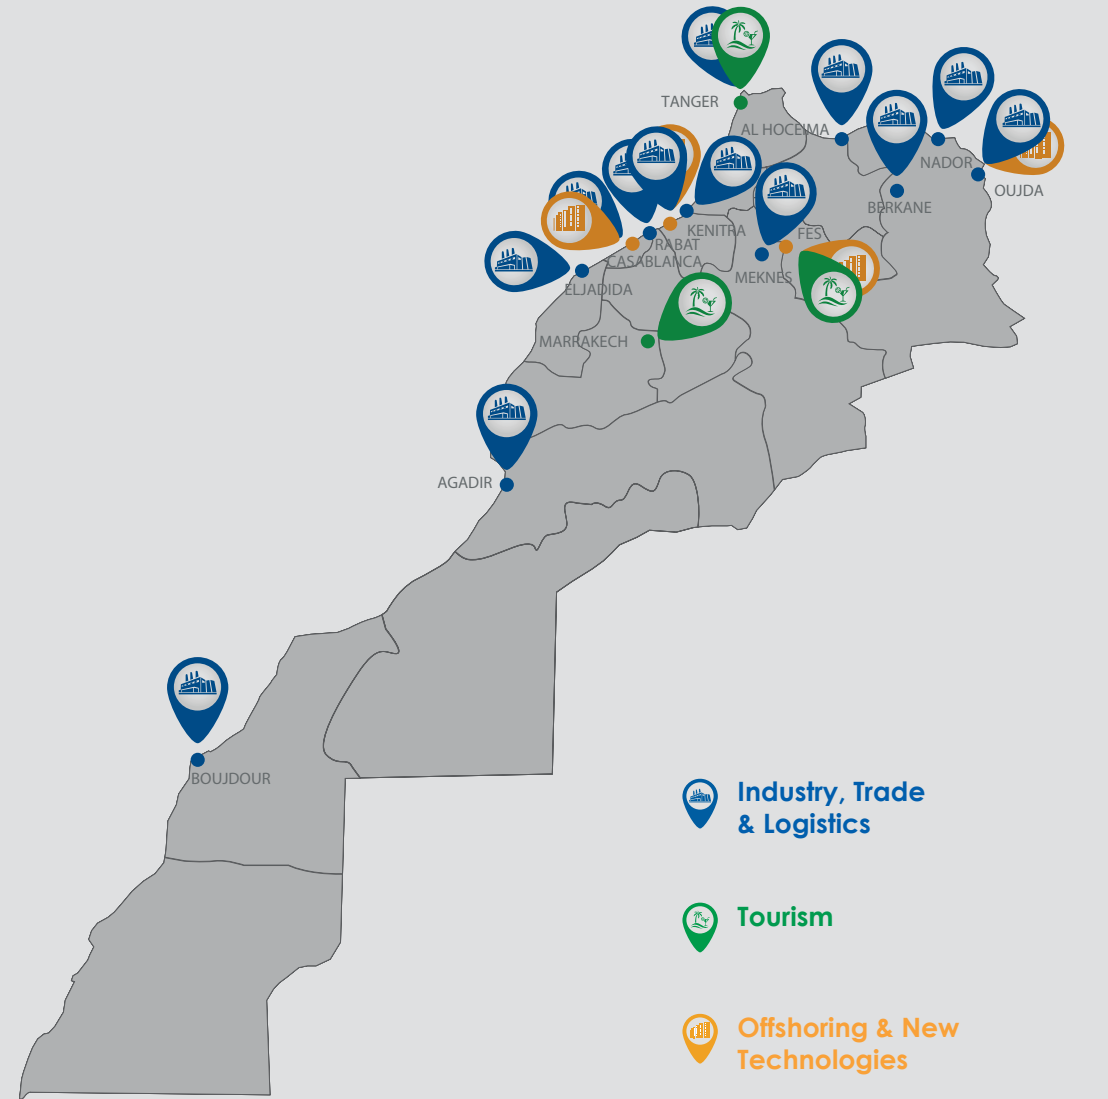 TANGER
AL HOCEIMA
NADOR
OUJDA
BERKANE
KENITRA
FES
RABAT
CASABLANCA
MEKNES
ELJADIDA
MARRAKECH
AGADIR
BOUJDOUR
Industry, Trade
& Logistics
Tourism
Offshoring & New
Technologies